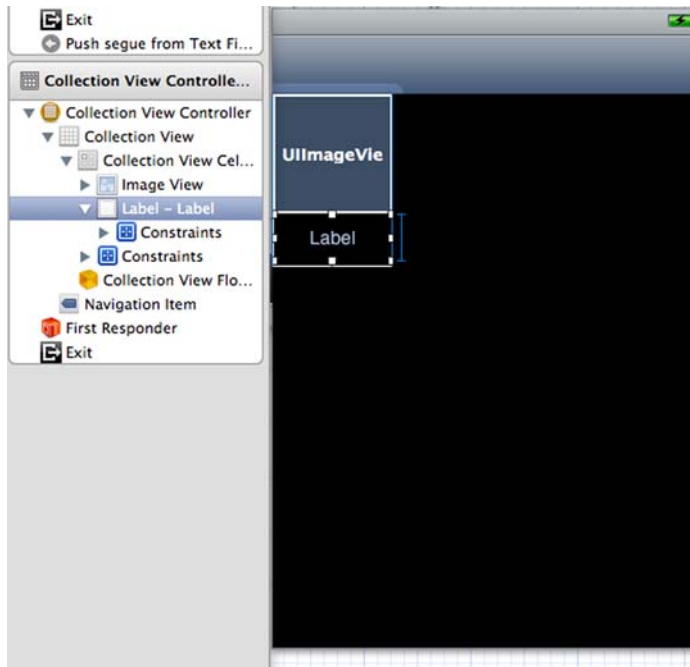 Exit
Push segue from Text Fi...
Collection View Controlle...
Collection View Controller
Collection View
Collection View Cel...
Image View
Label – Label
Constraints
Constraints
Collection View Flo...
Navigation Item
First Responder
Exit
UIImageVie
Label